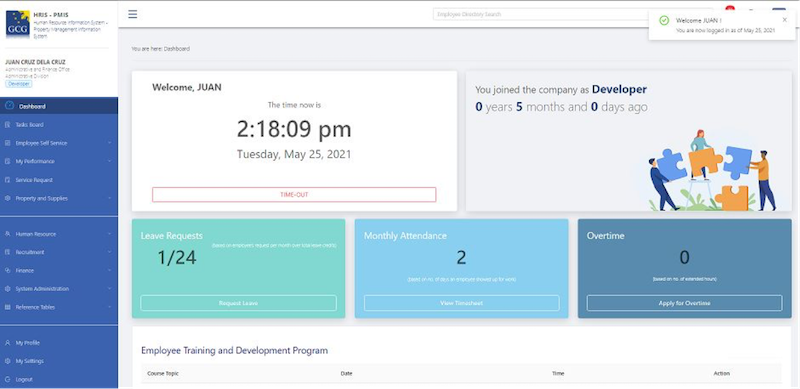 GCG
HRIS - PMIS
Human Resource Information System -
Property Management Information
System
JUAN CRUZ DELA CRUZ
Administrative and Finance Office
Administrative Division
Developer
Dashboard
Tasks Board
Employee Self Service
My Performance
Service Request
Property and Supplies
Human Resource
Recruitment
Finance
System Administration
Reference Tables
My Profile
My Settings
Logout
Employee Directory Search
Welcome JUAN !
You are now logged in as of May 25, 2021
You are here: Dashboard
Welcome, JUAN
The time now is
2:18:09 pm
Tuesday, May 25, 2021
TIME-OUT
You joined the company as Developer
0 years 5 months and 0 days ago
Leave Requests
1/24
(based on employee's request per month over total leave credits)
Request Leave
Monthly Attendance
2
(based on no. of days an employee showed up for work)
View Timesheet
Overtime
0
(based on no. of extended hours)
Apply for Overtime
Employee Training and Development Program
Course Topic
Date
Time
Action